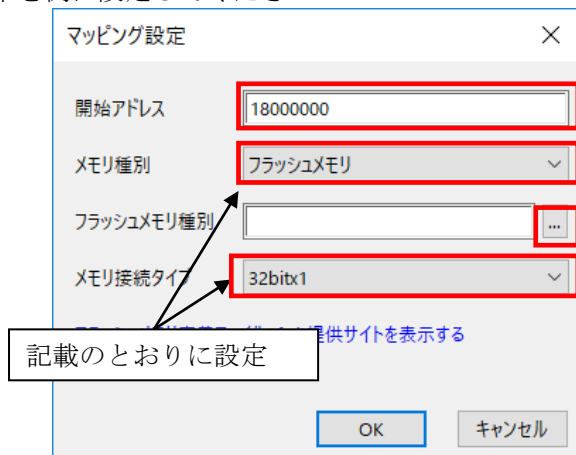 マッピング設定
開始アドレス
18000000
メモリ種別
フラッシュメモリ
フラッシュメモリ種別
...
メモリ接続タイプ
32bitx1
提供サイトを表示する
記載のとおりに設定
OK
キャンセル